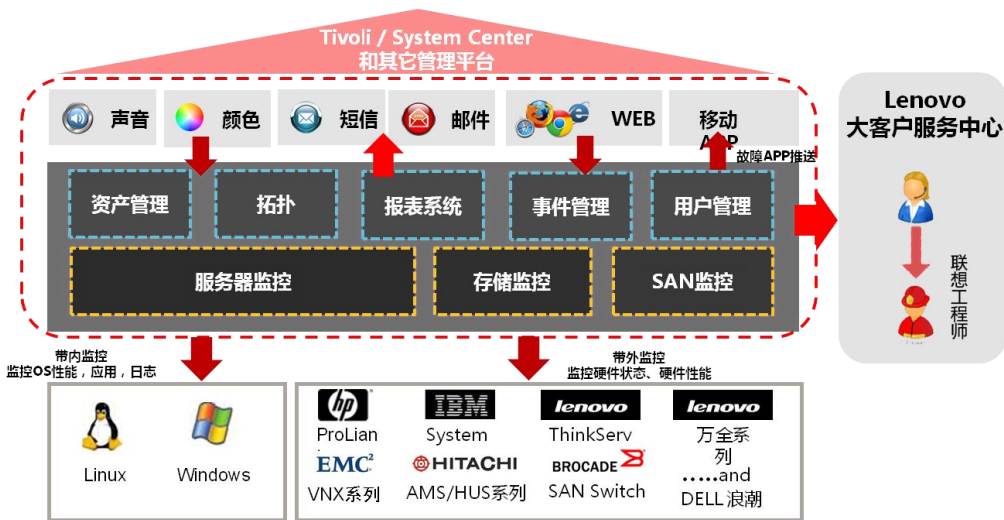 Tivoli / System Center
和其它管理平台
声音
颜色
短信
邮件
WEB
移动
APP
故障APP推送
资产管理
拓扑
报表系统
事件管理
用户管理
服务器监控
存储监控
SAN监控
Lenovo
大客户服务中心
联想工程师
带内监控
监控OS性能，应用，日志
带外监控
监控硬件状态、硬件性能
Linux
Windows
hp
IBM
lenovo
lenovo
ProLian
System
ThinkServ
万全系
列
EMC²
HITACHI
BROCADE
.....and
VNX系列
AMS/HUS系列
SAN Switch
DELL 浪潮